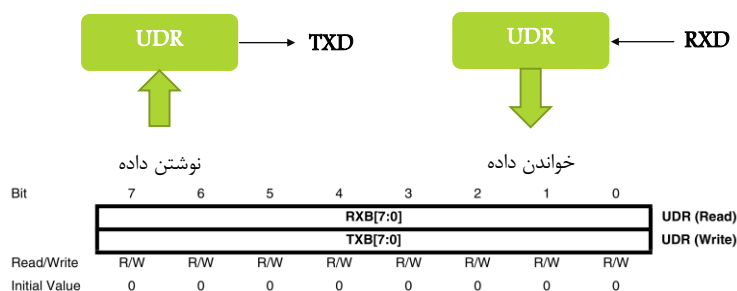 UDR TXD UDR RXD
نوشتن داده خواندن داده
Bit 7 6 5 4 3 2 1 0
RXB[7:0] UDR (Read)
TXB[7:0] UDR (Write)
Read/Write R/W R/W R/W R/W R/W R/W R/W R/W
Initial Value 0 0 0 0 0 0 0 0